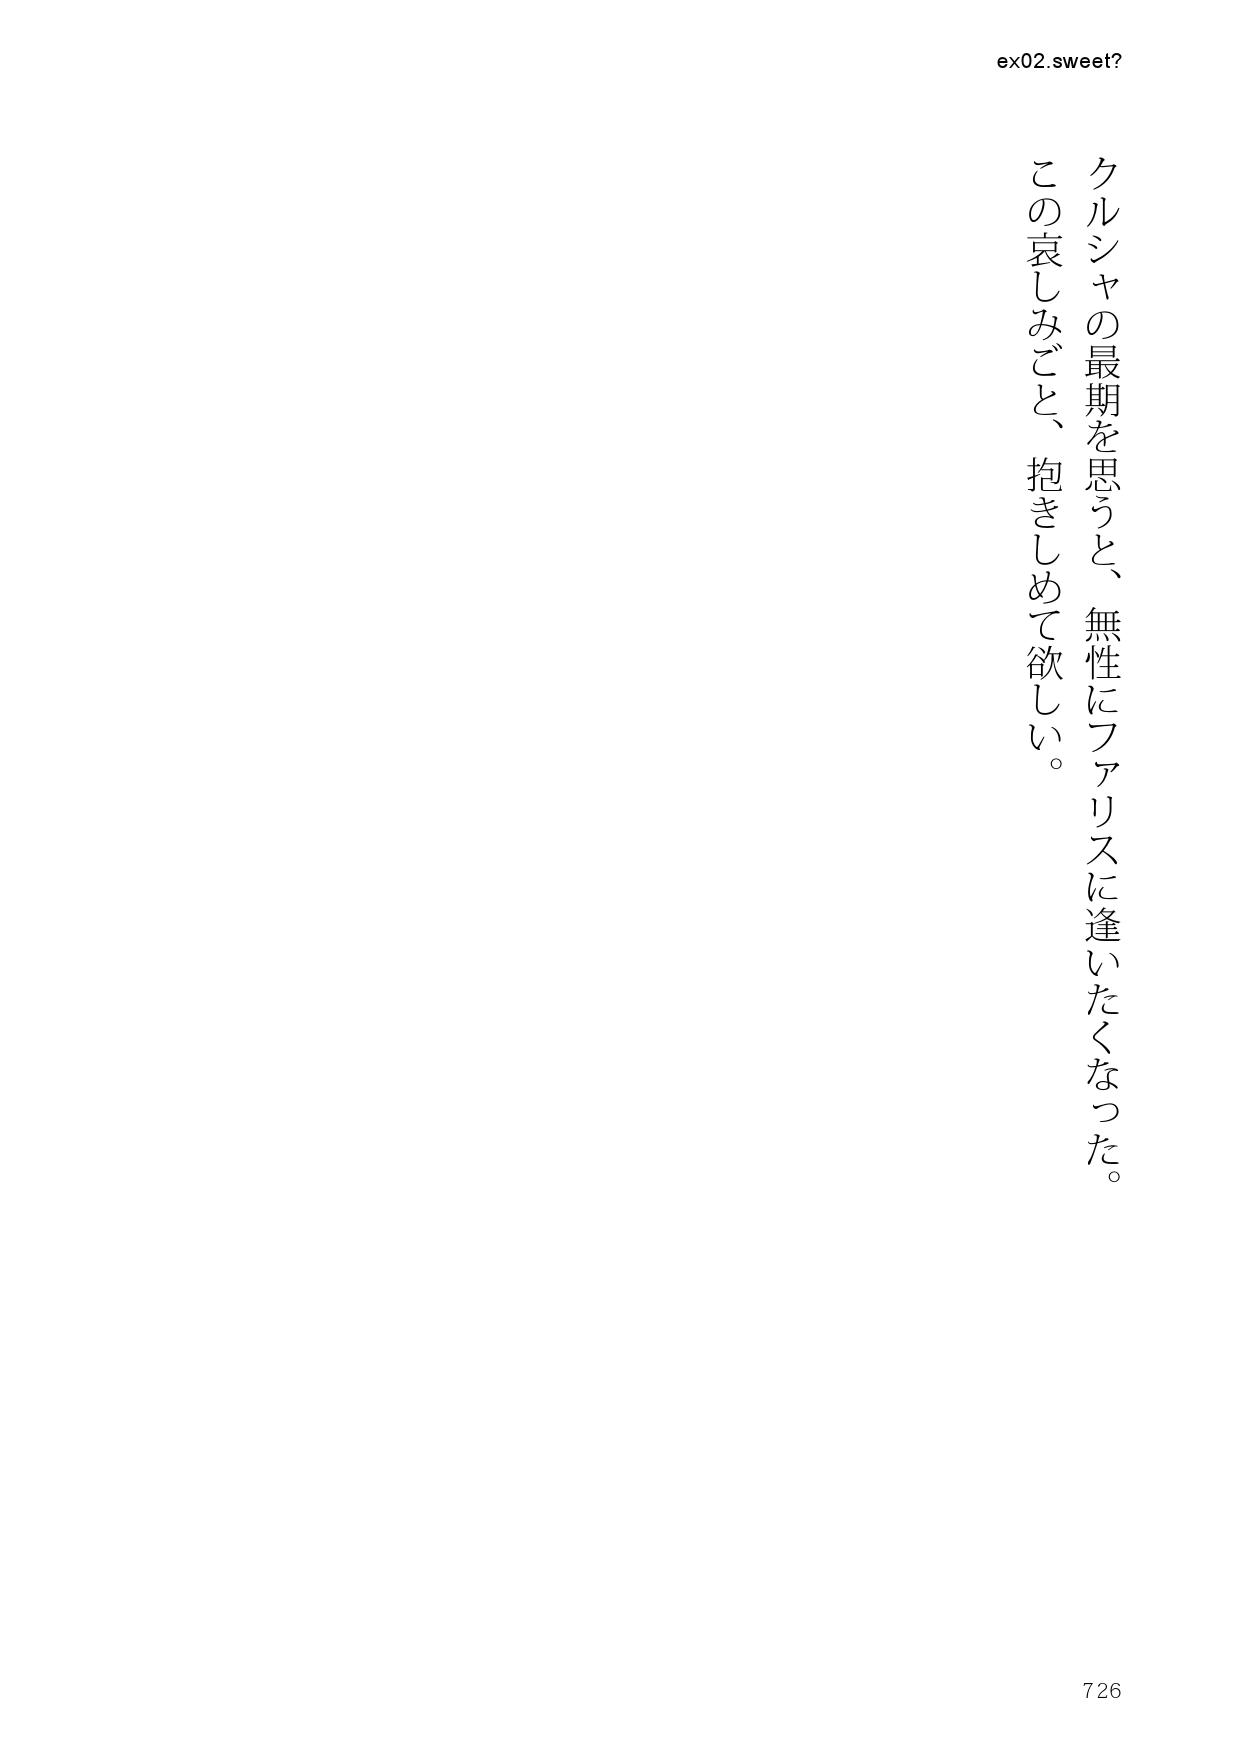 ex02.sweet?
クルシャの最期を思うと、無性にファリスに逢いたくなった。
この哀しみごと、抱きしめて欲しい。
726